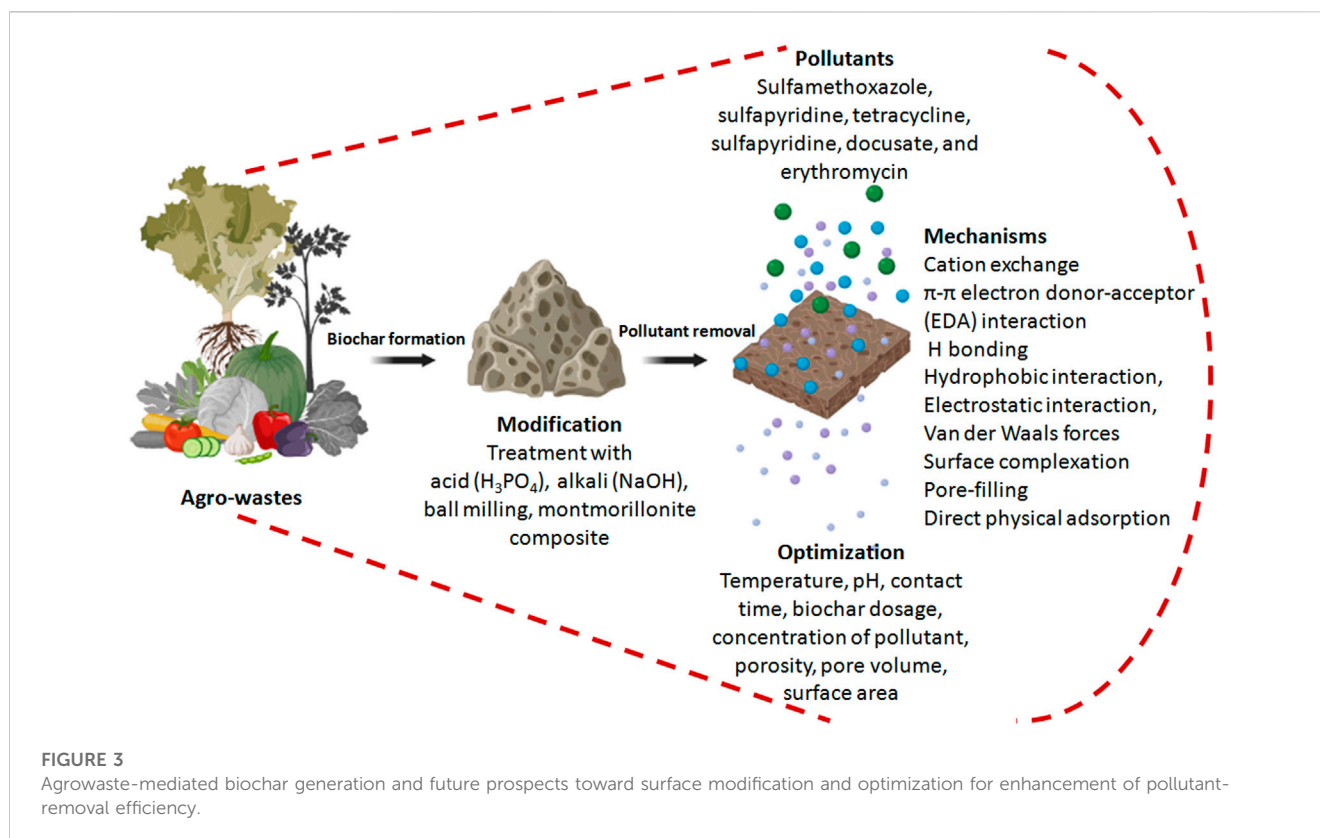 Pollutants
Sulfamethoxazole,
sulfapyridine, tetracycline,
sulfapyridine, docusate, and
erythromycin
Mechanisms
Cation exchange
π-π electron donor-acceptor
(EDA) interaction
H bonding
Hydrophobic interaction,
Electrostatic interaction,
Van der Waals forces
Surface complexation
Pore-filling
Direct physical adsorption
Biochar formation
Pollutant removal
Modification
Treatment with
acid (H₃PO₄), alkali (NaOH),
ball milling, montmorillonite
composite
Agro-wastes
Optimization
Temperature, pH, contact
time, biochar dosage,
concentration of pollutant,
porosity, pore volume,
surface area
FIGURE 3
Agrowaste-mediated biochar generation and future prospects toward surface modification and optimization for enhancement of pollutant-
removal efficiency.